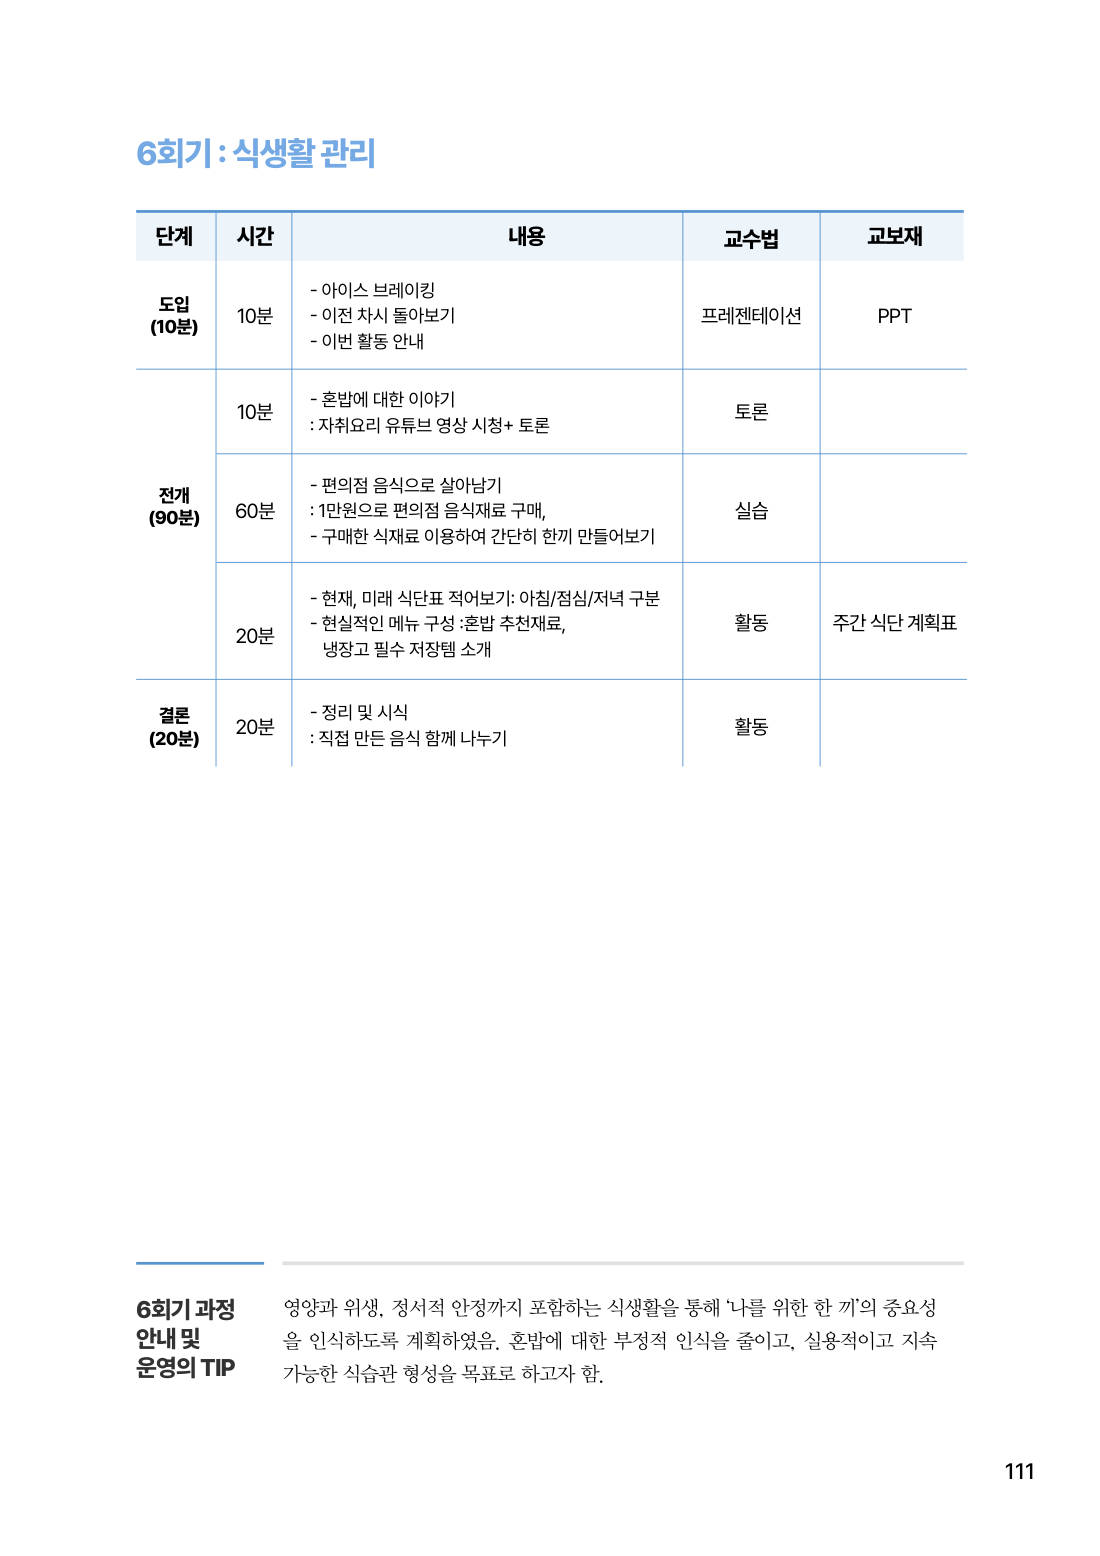 6회기 : 식생활 관리
단계 시간 내용 교수법 교보재
도입
(10분)
10분
- 아이스 브레이킹
- 이전 차시 돌아보기
- 이번 활동 안내
프레젠테이션
PPT
전개
(90분)
10분
- 혼밥에 대한 이야기
: 자취요리 유튜브 영상 시청+ 토론
토론
60분
- 편의점 음식으로 살아남기
: 1만원으로 편의점 음식재료 구매,
- 구매한 식재료 이용하여 간단히 한끼 만들어보기
실습
20분
- 현재, 미래 식단표 적어보기: 아침/점심/저녁 구분
- 현실적인 메뉴 구성 :혼밥 추천재료,
냉장고 필수 저장템 소개
활동
주간 식단 계획표
결론
(20분)
20분
- 정리 및 시식
: 직접 만든 음식 함께 나누기
활동
6회기 과정
안내 및
운영의 TIP
영양과 위생, 정서적 안정까지 포함하는 식생활을 통해 ‘나를 위한 한 끼’의 중요성
을 인식하도록 계획하였음. 혼밥에 대한 부정적 인식을 줄이고, 실용적이고 지속
가능한 식습관 형성을 목표로 하고자 함.
111